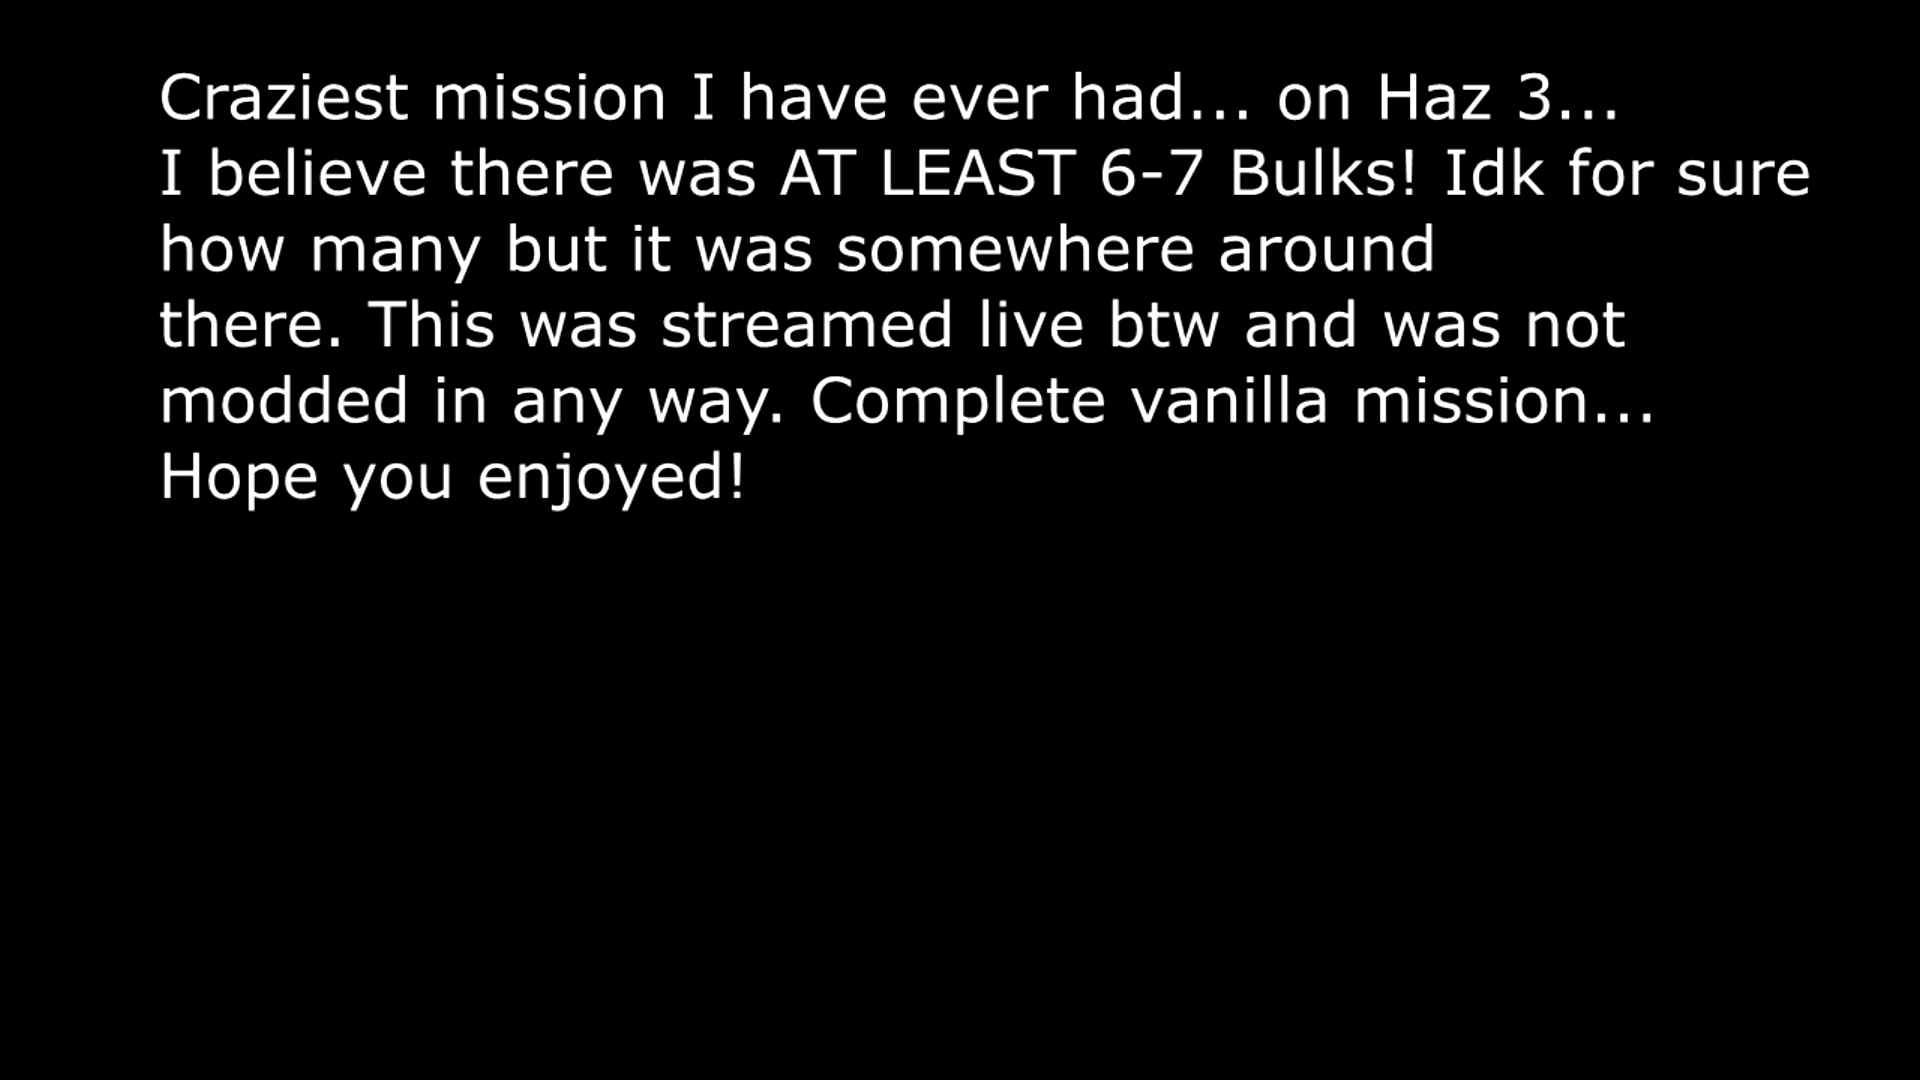 Craziest mission I have ever had... on Haz 3...
I believe there was AT LEAST 6-7 Bulks! Idk for sure
how many but it was somewhere around
there. This was streamed live btw and was not
modded in any way. Complete vanilla mission...
Hope you enjoyed!